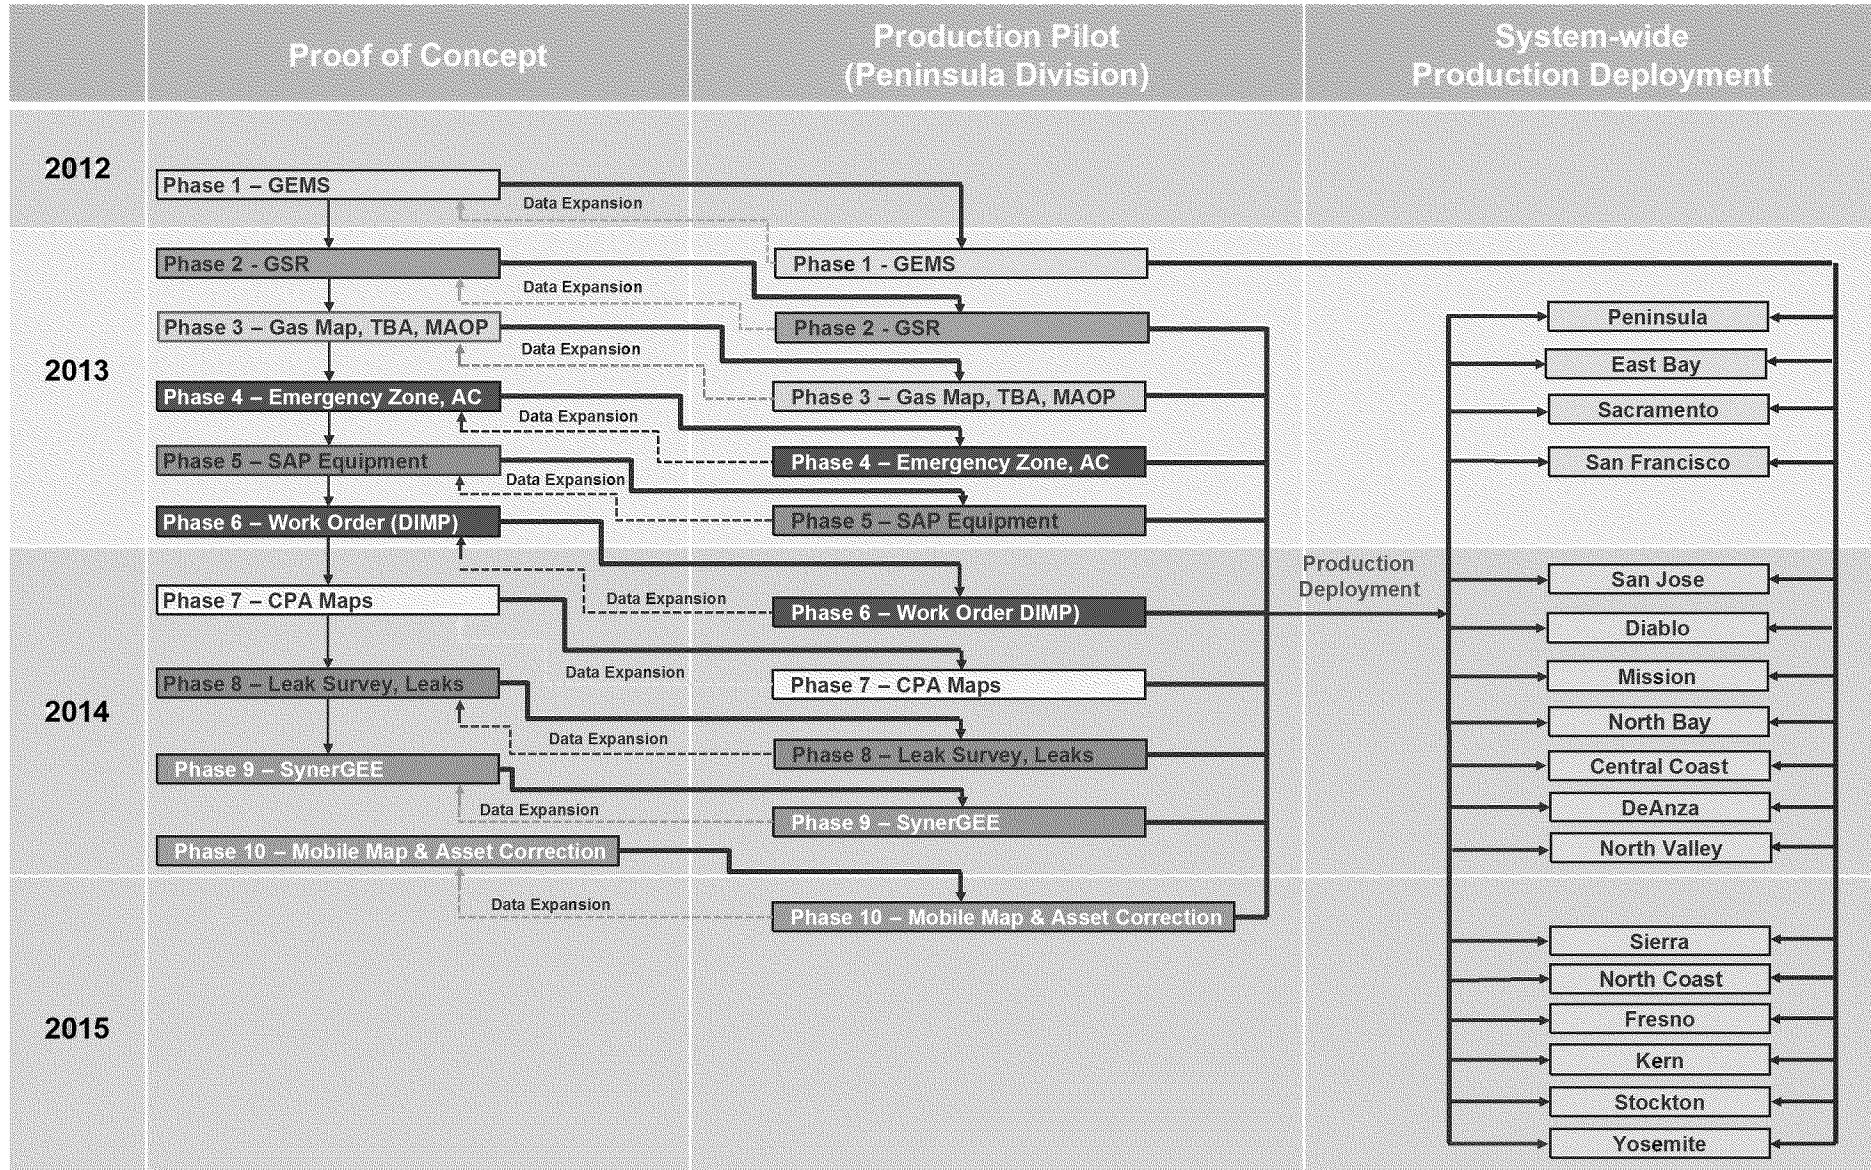 Proof of Concept
Production Pilot
(Peninsula Division)
System-wide
Production Deployment
2012
Phase 1 – GEMS
Data Expansion
2013
Phase 2 - GSR
Phase 1 - GEMS
Data Expansion
Phase 3 – Gas Map, TBA, MAOP
Phase 2 - GSR
Data Expansion
Phase 4 – Emergency Zone, AC
Phase 3 – Gas Map, TBA, MAOP
Data Expansion
Phase 5 – SAP Equipment
Phase 4 – Emergency Zone, AC
Data Expansion
Phase 6 – Work Order (DIMP)
Phase 5 – SAP Equipment
Peninsula
East Bay
Sacramento
San Francisco
2014
Phase 7 – CPA Maps
Data Expansion
Phase 6 – Work Order DIMP)
Production
Deployment
Phase 8 – Leak Survey, Leaks
Data Expansion
Phase 7 – CPA Maps
Data Expansion
Phase 9 – SynerGEE
Phase 8 – Leak Survey, Leaks
Data Expansion
Phase 9 – SynerGEE
Phase 10 – Mobile Map & Asset Correction
San Jose
Diablo
Mission
North Bay
Central Coast
DeAnza
North Valley
2015
Data Expansion
Phase 10 – Mobile Map & Asset Correction
Sierra
North Coast
Fresno
Kern
Stockton
Yosemite